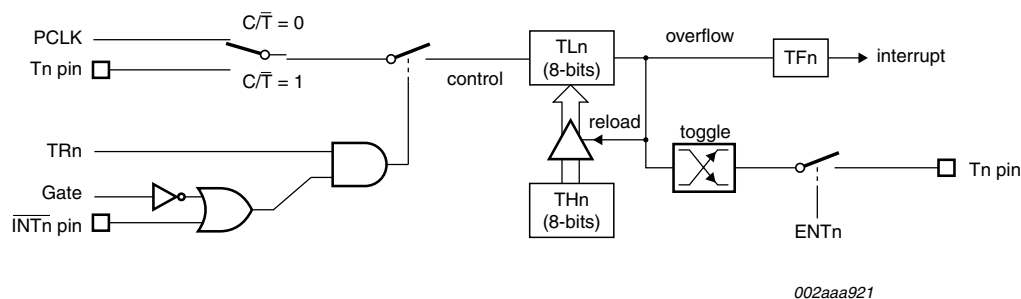 C/T̅ = 0
PCLK
Tn pin
C/T̅ = 1
control
TLn
(8-bits)
overflow
TFn
interrupt
reload
toggle
TRn
Gate
I̅N̅T̅n̅ pin
THn
(8-bits)
Tn pin
ENTn
002aaa921